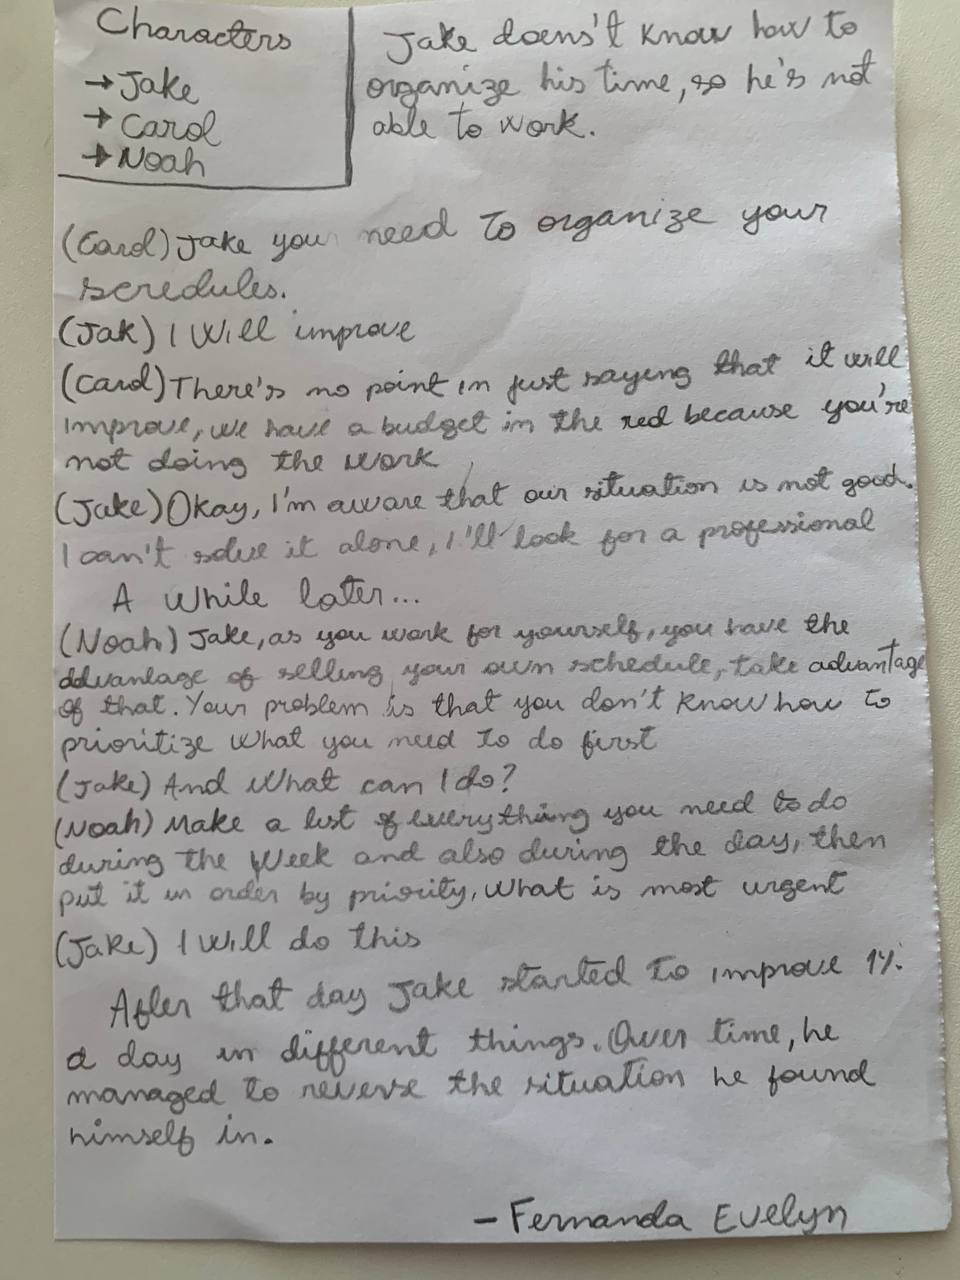 Characters
→ Jake
→ Carol
→ Noah
Jake doens't know how to
organize his time, so he's not
able to work.
(Carol) Jake you need to organize your
scredules.
(Jak) I will improve
(Carol) There's no point in just saying that it will
improve, we have a budget in the red because you're
not doing the work
(Jake) Okay, I'm aware that our situation is not good.
I can't solve it alone, I'll look for a professional
A while later...
(Noah) Jake, as you work for yourself, you have the
advantage of selling your own schedule, take advantage
of that. Your problem is that you don't know how to
prioritize what you need to do first
(Jake) And what can I do?
(Noah) Make a list of everything you need to do
during the week and also during the day, then
put it in order by priority, what is most urgent
(Jake) I will do this
After that day Jake started to improve 1%
a day in different things. Over time, he
managed to reverse the situation he found
himself in.
- Fernanda Evelyn